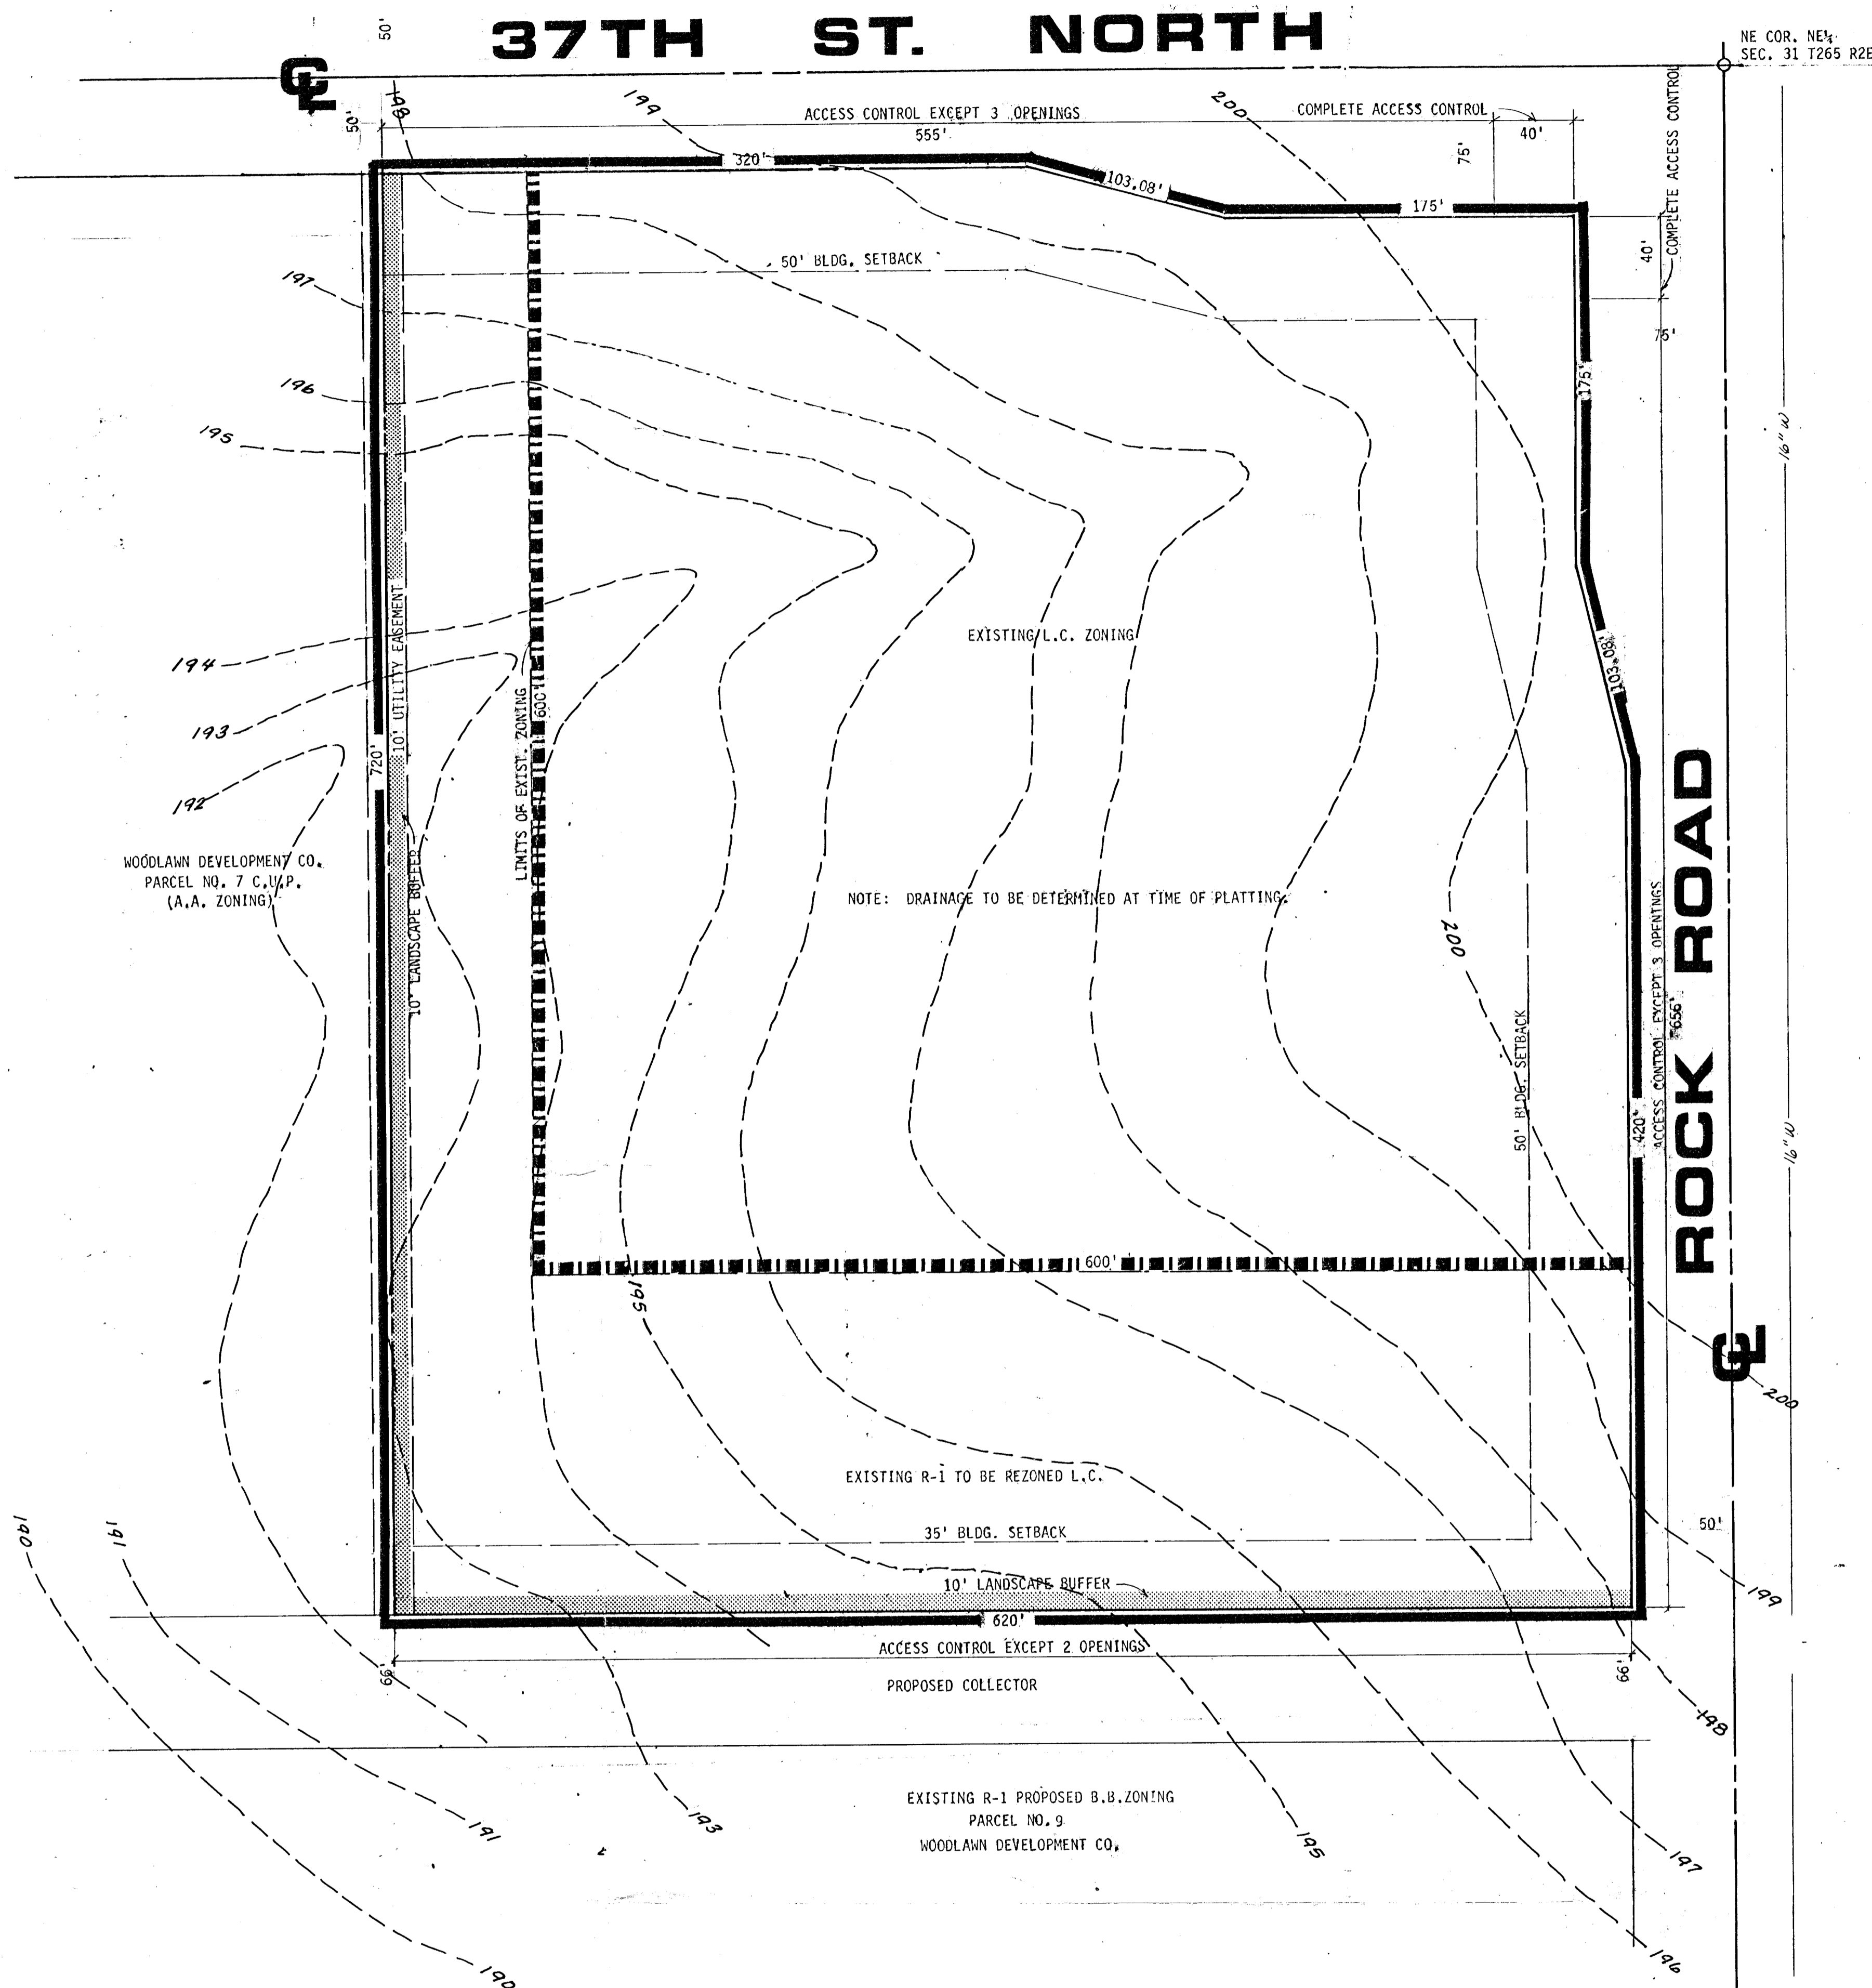 37TH ST. NORTH
50'
CL
NE COR. NE¼
SEC. 31 T26S R2E
50'
198
199
200
ACCESS CONTROL EXCEPT 3 OPENINGS
555'
COMPLETE ACCESS CONTROL
40'
75'
COMPLETE ACCESS CONTROL
320'
103.08'
175'
40'
75'
50' BLDG. SETBACK
197
196
195
175'
16" W
10' UTILITY EASEMENT
194
193
192
EXISTING L.C. ZONING
LIMITS OF EXIST. ZONING
600'
103.08'
720'
ROCK ROAD
WOODLAWN DEVELOPMENT CO.
PARCEL NO. 7 C.U.P.
(A.A. ZONING)
10' LANDSCAPE BUFFER
NOTE: DRAINAGE TO BE DETERMINED AT TIME OF PLATTING.
200
50' BLDG. SETBACK
ACCESS CONTROL EXCEPT 3 OPENINGS
656'
420'
16" W
600'
195
CL
200
EXISTING R-1 TO BE REZONED L.C.
35' BLDG. SETBACK
50'
190
191
10' LANDSCAPE BUFFER
199
620'
ACCESS CONTROL EXCEPT 2 OPENINGS
66'
66'
PROPOSED COLLECTOR
198
EXISTING R-1 PROPOSED B.B. ZONING
PARCEL NO. 9
WOODLAWN DEVELOPMENT CO.
191
193
195
197
196
190